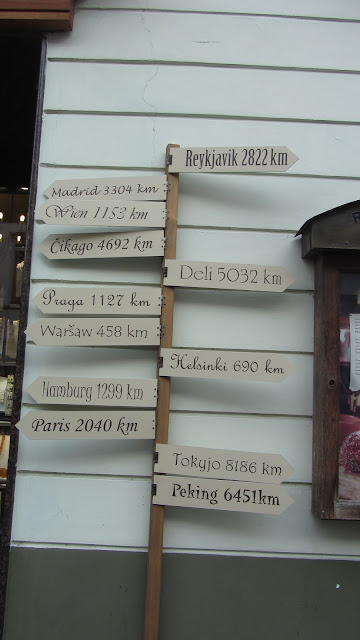 Reykjavik 2822 km
Madrid 3304 km
Wien 1153 km
Čikago 4692 km
Deli 5032 km
Praga 1127 km
Waršaw 458 km
Helsinki 690 km
Hamburg 1299 km
Paris 2040 km
Tokyjo 8186 km
Peking 6451km